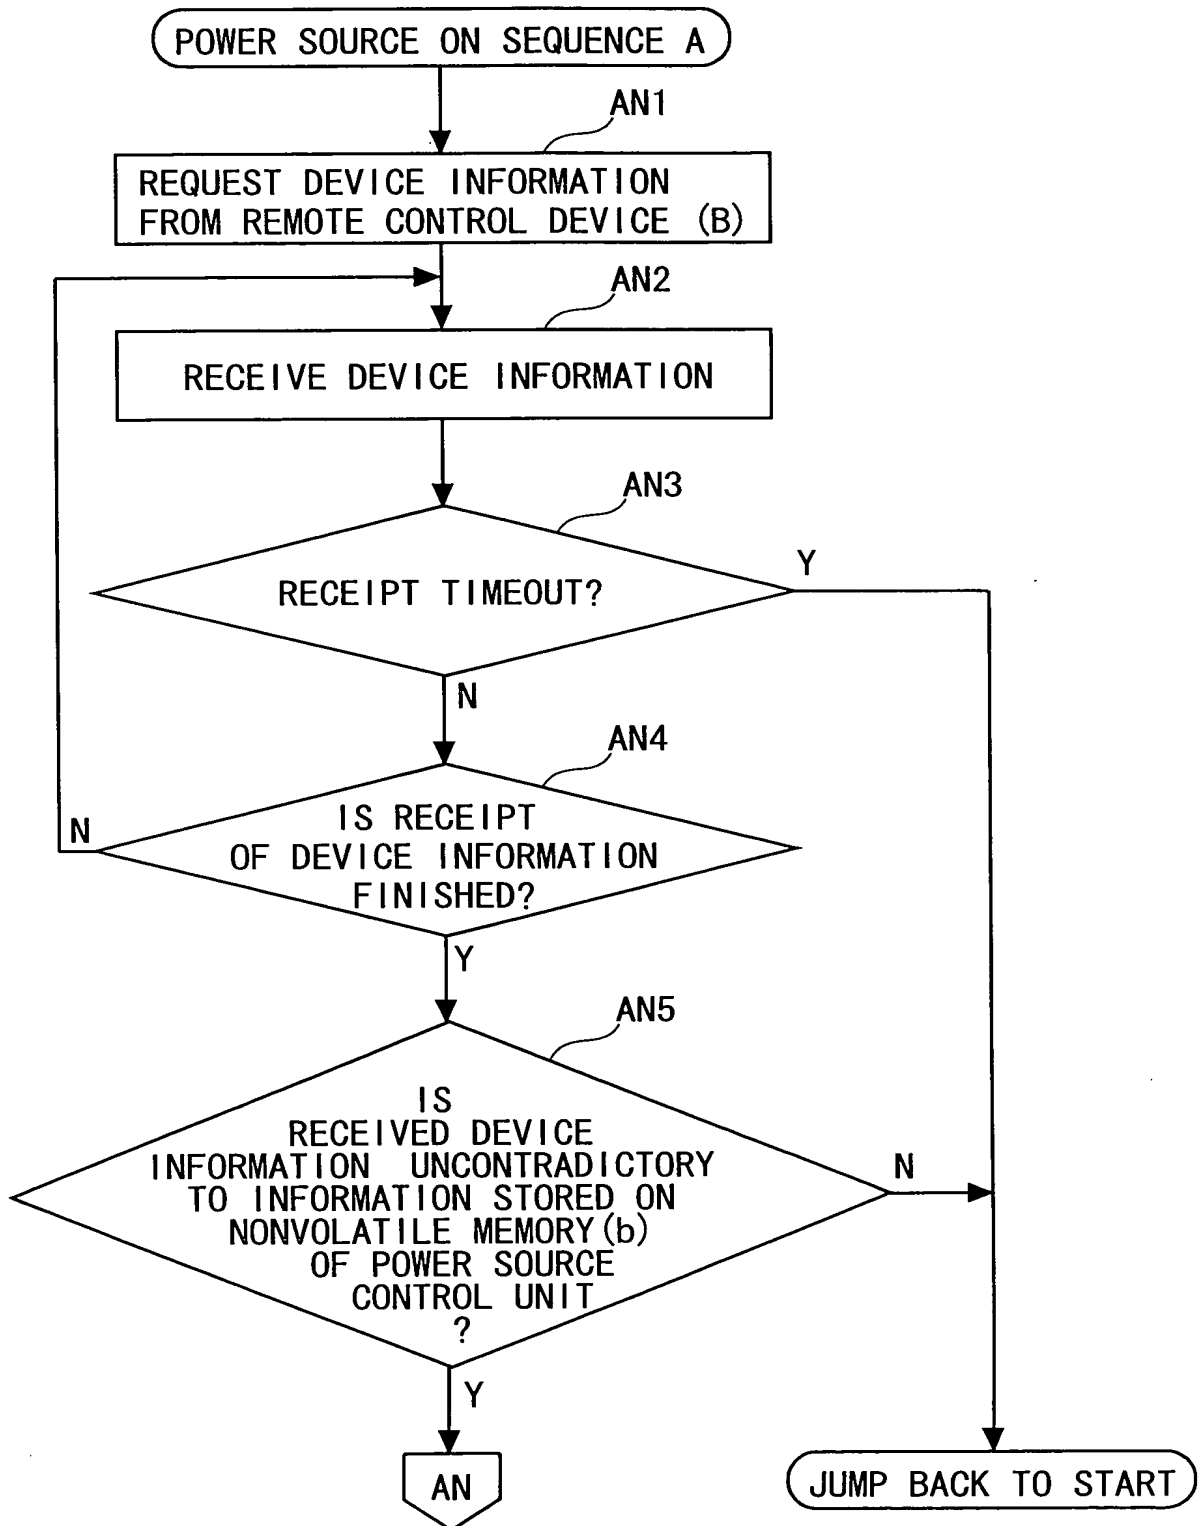 POWER SOURCE ON SEQUENCE A
AN1
REQUEST DEVICE INFORMATION
FROM REMOTE CONTROL DEVICE (B)
AN2
RECEIVE DEVICE INFORMATION
AN3
RECEIPT TIMEOUT?
Y
N
AN4
IS RECEIPT
OF DEVICE INFORMATION
FINISHED?
N
Y
AN5
IS
RECEIVED DEVICE
INFORMATION UNCONTRADICTORY
TO INFORMATION STORED ON
NONVOLATILE MEMORY(b)
OF POWER SOURCE
CONTROL UNIT
?
N
Y
AN
JUMP BACK TO START